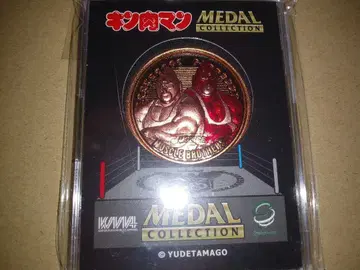 キン肉マン
MEDAL
COLLECTION
MUSCLE BROTHERS
MEDAL
COLLECTION
© YUDETAMAGO